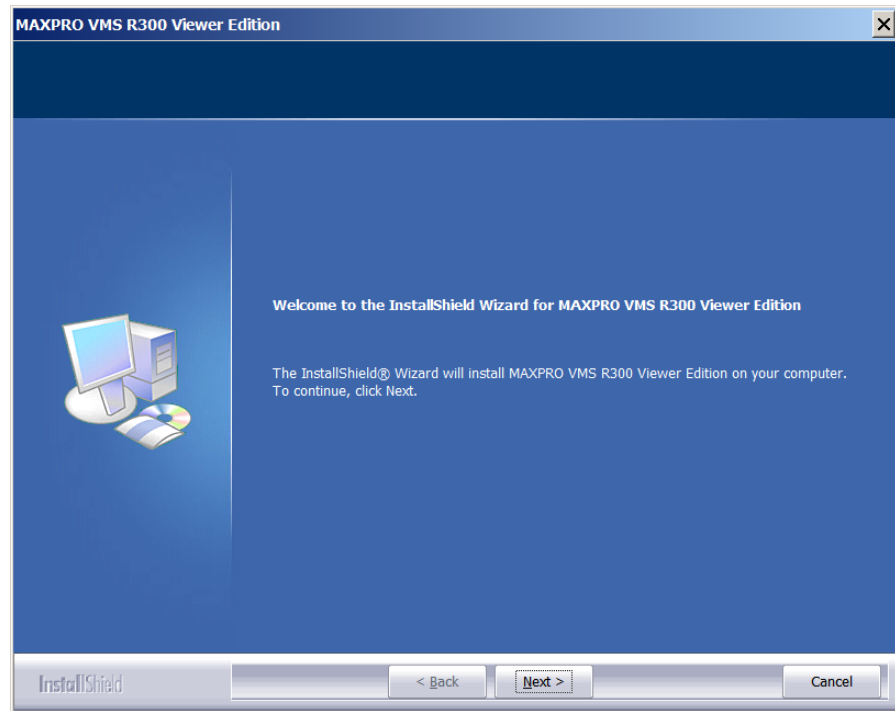 MAXPRO VMS R300 Viewer Edition
Welcome to the InstallShield Wizard for MAXPRO VMS R300 Viewer Edition
The InstallShield® Wizard will install MAXPRO VMS R300 Viewer Edition on your computer.
To continue, click Next.
InstallShield
< Back
Next >
Cancel